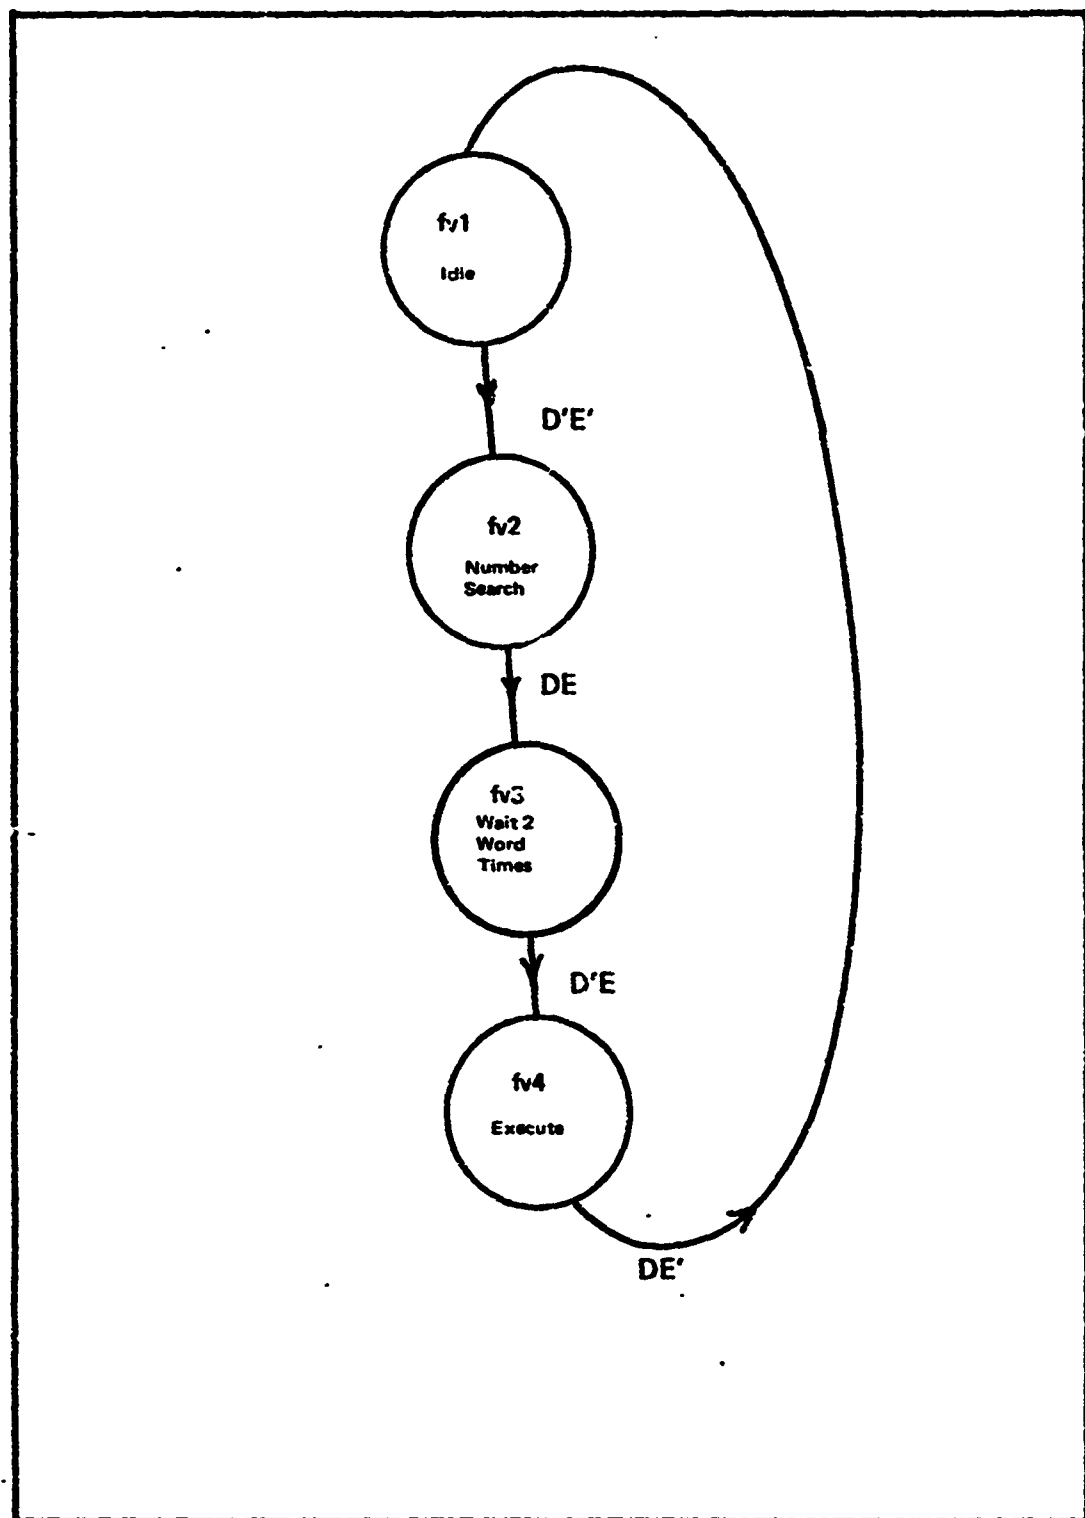 fv1
Idle
D'E'
fv2
Number
Search
DE
fv3
Wait 2
Word
Times
D'E
fv4
Execute
DE'